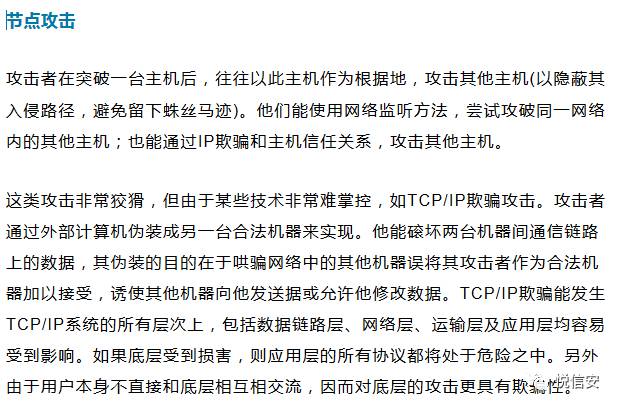 节点攻击
攻击者在突破一台主机后，往往以此主机作为根据地，攻击其他主机(以隐蔽其
入侵路径，避免留下蛛丝马迹)。他们能使用网络监听方法，尝试攻破同一网络
内的其他主机；也能通过IP欺骗和主机信任关系，攻击其他主机。
这类攻击非常狡猾，但由于某些技术非常难掌控，如TCP/IP欺骗攻击。攻击者
通过外部计算机伪装成另一台合法机器来实现。他能磙坏两台机器间通信链路
上的数据，其伪装的目的在于哄骗网络中的其他机器误将其攻击者作为合法机
器加以接受，诱使其他机器向他发送据或允许他修改数据。TCP/IP欺骗能发生
TCP/IP系统的所有层次上，包括数据链路层、网络层、运输层及应用层均容易
受到影响。如果底层受到损害，则应用层的所有协议都将处于危险之中。另外
由于用户本身不直接和底层相互相交流，因而对底层的攻击更具有欺骗性。
悦信安